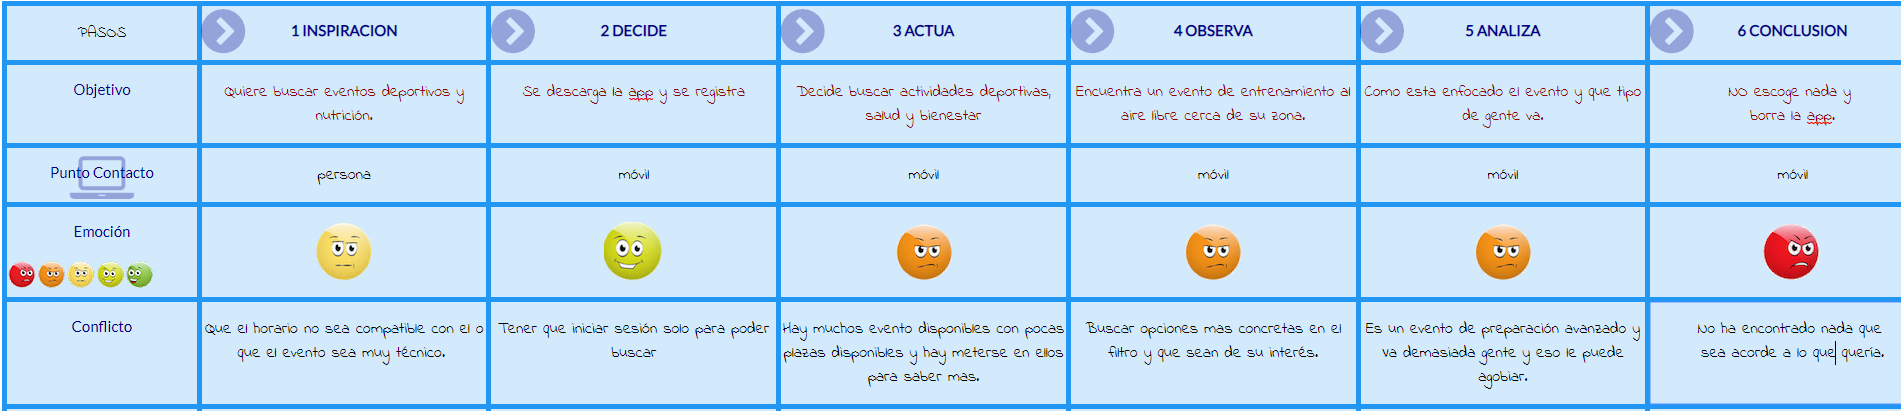 PASOS
1 INSPIRACION
2 DECIDE
3 ACTUA
4 OBSERVA
5 ANALIZA
6 CONCLUSION
Objetivo
Quiere buscar eventos deportivos y
nutrición.
Se descarga la app y se registra
Decide buscar actividades deportivas,
salud y bienestar
Encuentra un evento de entrenamiento al
aire libre cerca de su zona.
Como esta enfocado el evento y que tipo
de gente va.
NO escoge nada y
borra la app.
Punto Contacto
persona
móvil
móvil
móvil
móvil
móvil
Emoción
Conflicto
Que el horario no sea compatible con el o
que el evento sea muy técnico.
Tener que iniciar sesión solo para poder
buscar
Hay muchos evento disponibles con pocas
plazas disponibles y hay meterse en ellos
para saber mas.
Buscar opciones mas concretas en el
filtro y que sean de su interés.
Es un evento de preparación avanzado y
va demasiada gente y eso le puede
agobiar.
No ha encontrado nada que
sea acorde a lo que quería.